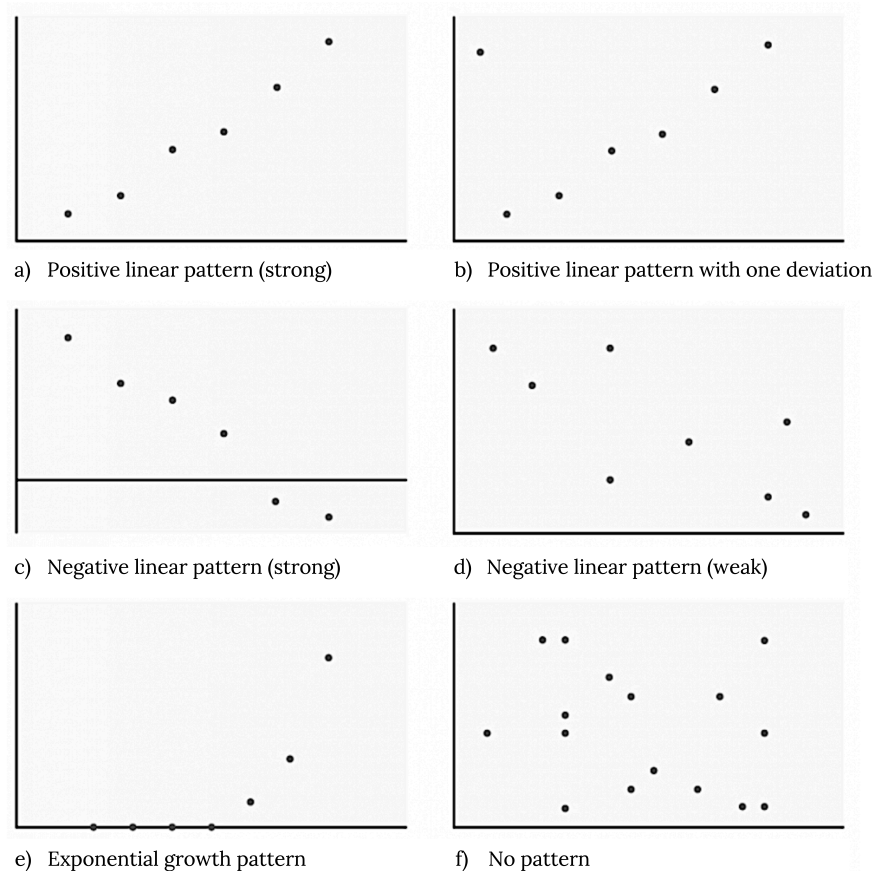 a) Positive linear pattern (strong)
b) Positive linear pattern with one deviation
c) Negative linear pattern (strong)
d) Negative linear pattern (weak)
e) Exponential growth pattern
f) No pattern